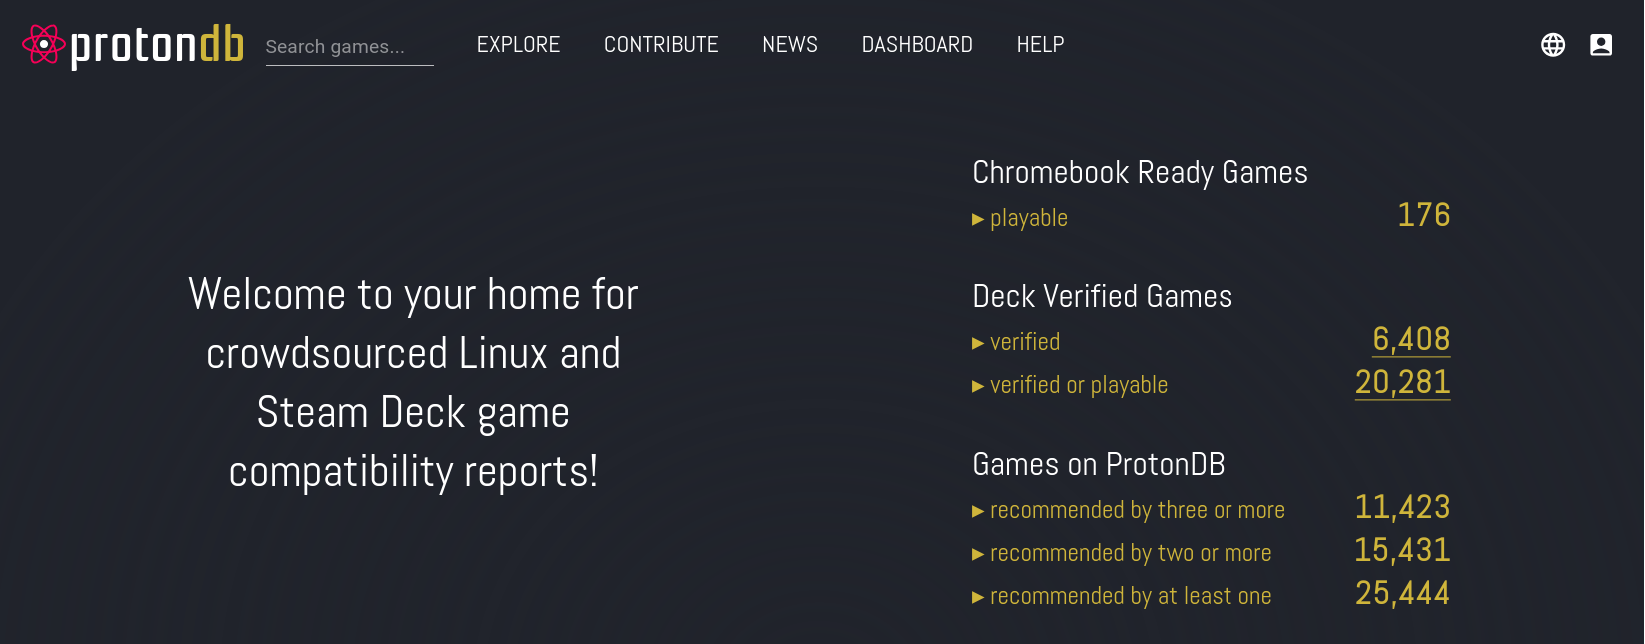 protondb
Search games...
EXPLORE
CONTRIBUTE
NEWS
DASHBOARD
HELP
Welcome to your home for
crowdsourced Linux and
Steam Deck game
compatibility reports!
Chromebook Ready Games
▸ playable 176
Deck Verified Games
▸ verified 6,408
▸ verified or playable 20,281
Games on ProtonDB
▸ recommended by three or more 11,423
▸ recommended by two or more 15,431
▸ recommended by at least one 25,444